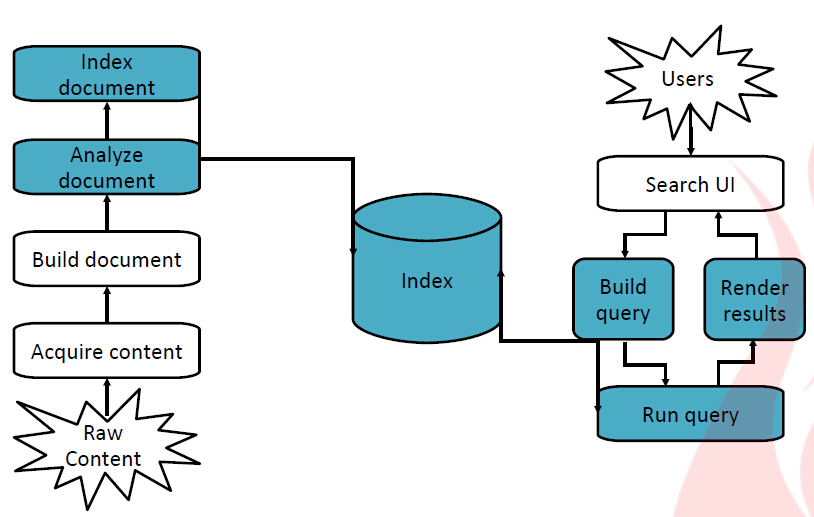 Index
document
Analyze
document
Build document
Acquire content
Raw
Content
Index
Users
Search UI
Build
query
Render
results
Run query